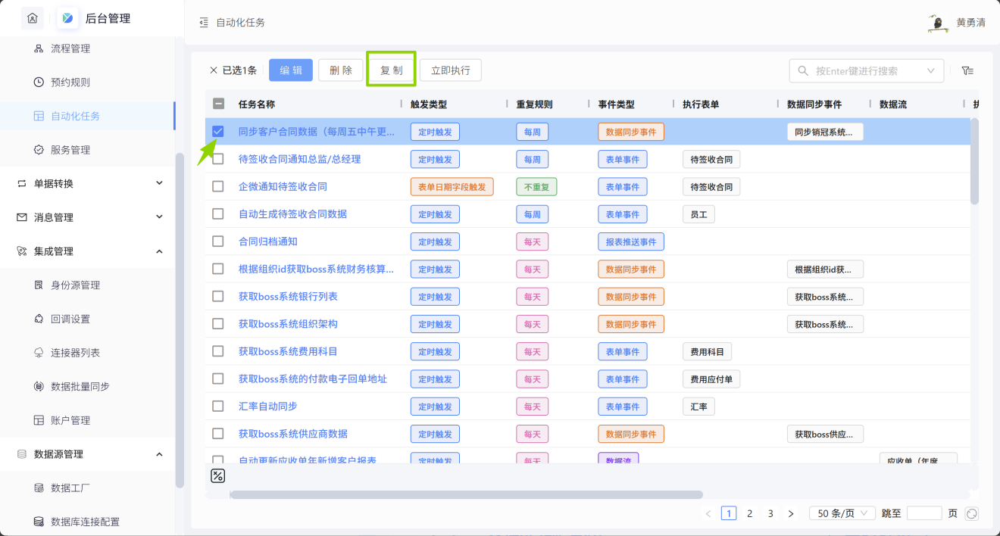 后台管理
自动化任务
黄勇清
流程管理
预约规则
自动化任务
服务管理
单据转换
消息管理
集成管理
身份源管理
回调设置
连接器列表
数据批量同步
账户管理
数据源管理
数据工厂
数据库连接配置
已选1条 编 辑 删 除 复 制 立即执行 按Enter键进行搜索
任务名称 触发类型 重复规则 事件类型 执行表单 数据同步事件 数据流
同步客户合同数据（每周五中午更... 定时触发 每周 数据同步事件 同步销冠系统...
待签收合同通知总监/总经理 定时触发 每周 表单事件 待签收合同
企微通知待签收合同 表单日期字段触发 不重复 表单事件 待签收合同
自动生成待签收合同数据 定时触发 每周 表单事件 员工
合同归档通知 定时触发 每天 报表推送事件
根据组织id获取boss系统财务核算... 定时触发 每天 数据同步事件 根据组织id获...
获取boss系统银行列表 定时触发 每天 数据同步事件 获取boss系统...
获取boss系统组织架构 定时触发 每天 数据同步事件 获取boss系统...
获取boss系统费用科目 定时触发 每天 表单事件 费用科目
获取boss系统的付款电子回单地址 定时触发 每天 表单事件 费用应付单
汇率自动同步 定时触发 每天 表单事件 汇率
获取boss系统供应商数据 定时触发 每天 数据同步事件 获取boss供应...
自动更新应收单年新增客户报表 定时触发 每天 数据流 应收单（年度
1 2 3 50 条/页 跳至 页